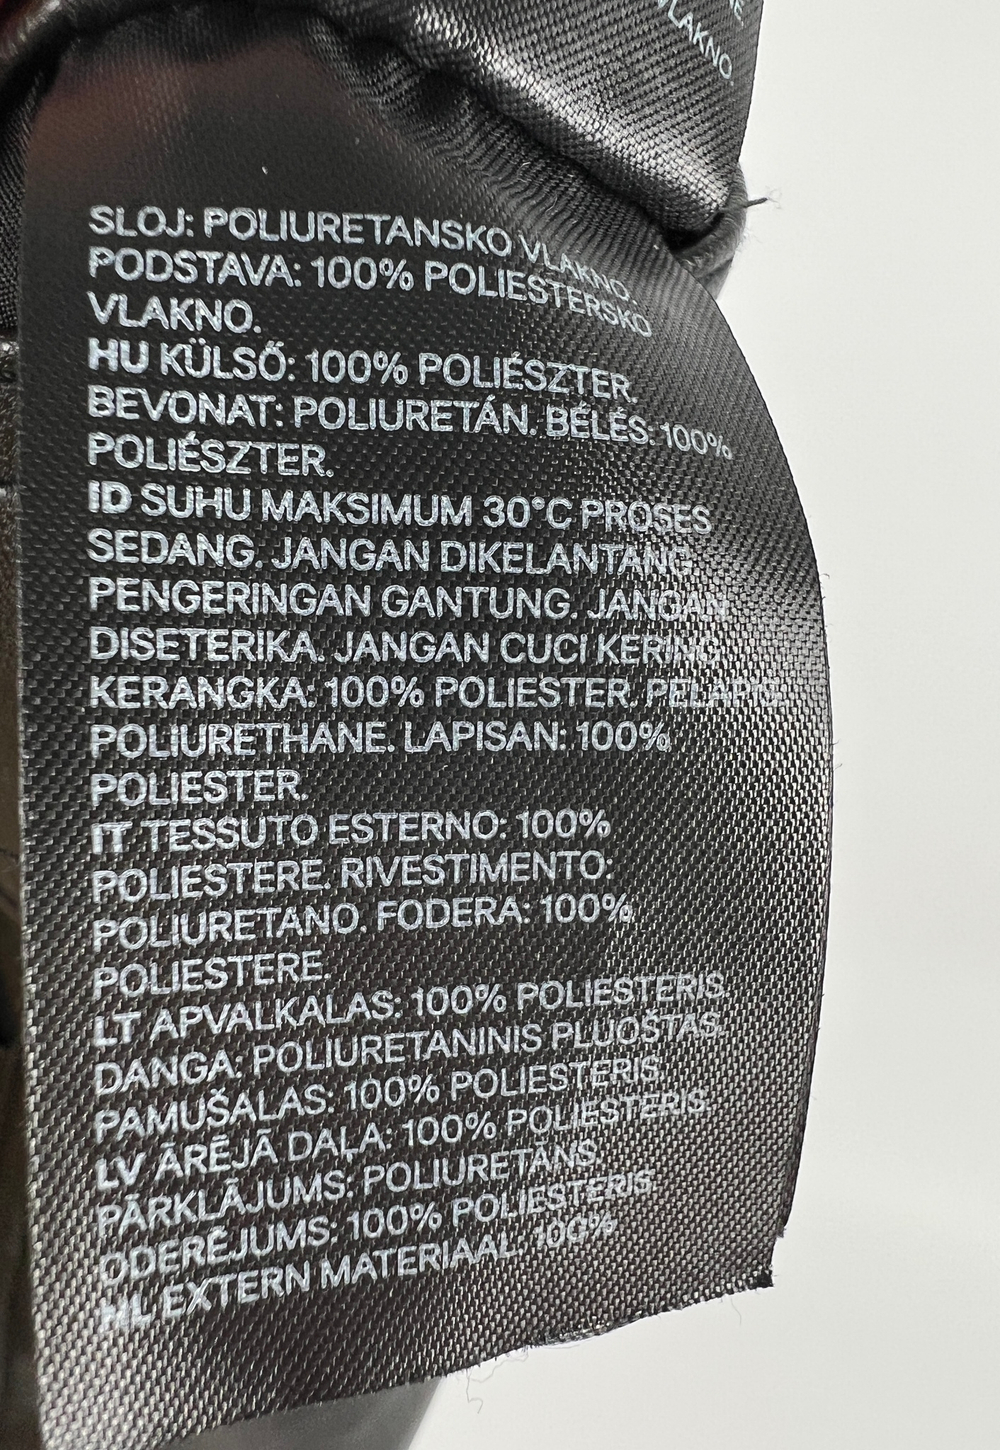 VLAKNO.
SLOJ: POLIURETANSKO VLAKNO.
PODSTAVA: 100% POLIESTERSKO
VLAKNO.
HU KÜLSŐ: 100% POLIÉSZTER.
BEVONAT: POLIURETÁN. BÉLÉS: 100%
POLIÉSZTER.
ID SUHU MAKSIMUM 30°C PROSES
SEDANG. JANGAN DIKELANTANG.
PENGERINGAN GANTUNG. JANGAN
DISETERIKA. JANGAN CUCI KERING.
KERANGKA: 100% POLIESTER. PELAPIS:
POLIURETHANE. LAPISAN: 100%
POLIESTER.
IT TESSUTO ESTERNO: 100%
POLIESTERE. RIVESTIMENTO:
POLIURETANO. FODERA: 100%
POLIESTERE.
LT APVALKALAS: 100% POLIESTERIS.
DANGA: POLIURETANINIS PLUOŠTAS.
PAMUŠALAS: 100% POLIESTERIS.
LV ĀRĒJĀ DAĻA: 100% POLIESTERIS.
PĀRKLĀJUMS: POLIURETĀNS.
ODERĒJUMS: 100% POLIESTERIS.
NL EXTERN MATERIAAL: 100%